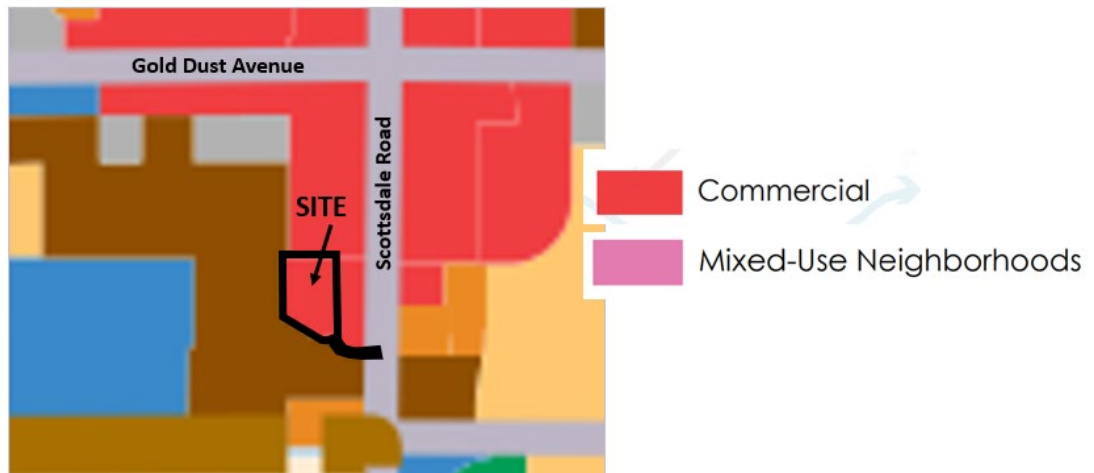 Gold Dust Avenue
Scottsdale Road
SITE
Commercial
Mixed-Use Neighborhoods